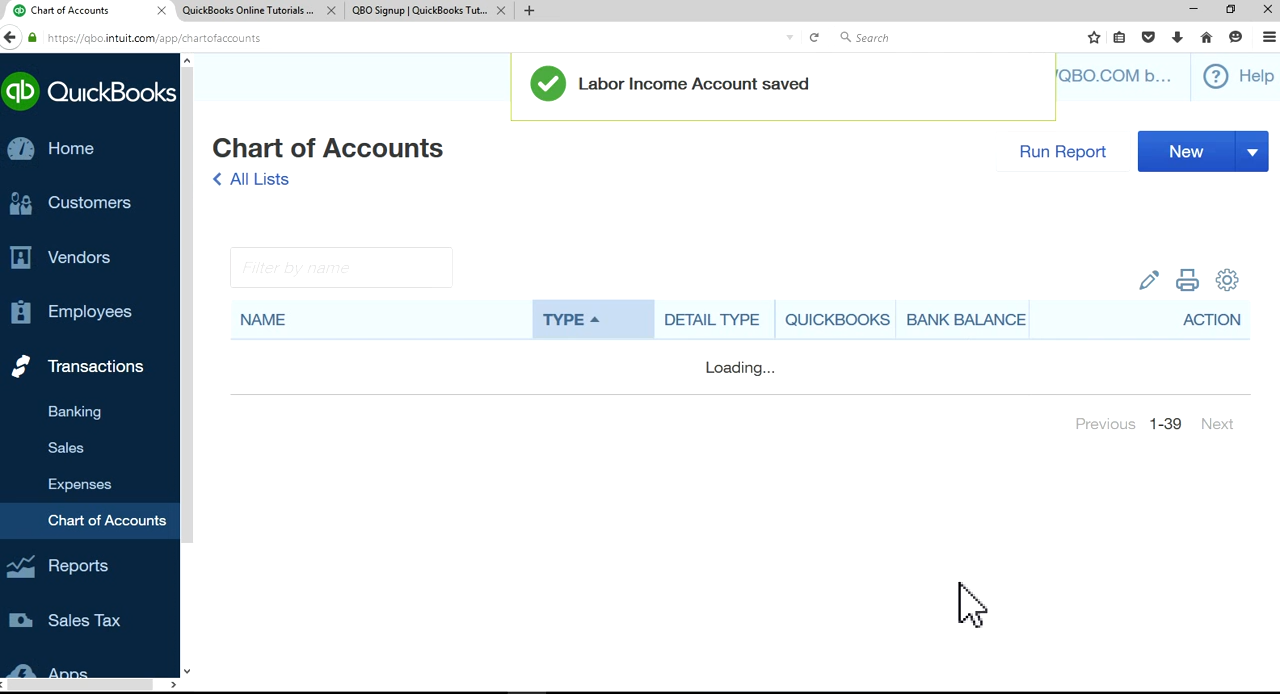 Chart of Accounts
QuickBooks Online Tutorials ...
QBO Signup | QuickBooks Tut...
https://qbo.intuit.com/app/chartofaccounts
Search
qb QuickBooks
Labor Income Account saved
/QBO.COM b...
? Help
Home
Customers
Vendors
Employees
Transactions
Banking
Sales
Expenses
Chart of Accounts
Reports
Sales Tax
Apps
Chart of Accounts
All Lists
Run Report
New
Filter by name
NAME TYPE DETAIL TYPE QUICKBOOKS BANK BALANCE ACTION
Loading...
Previous 1-39 Next